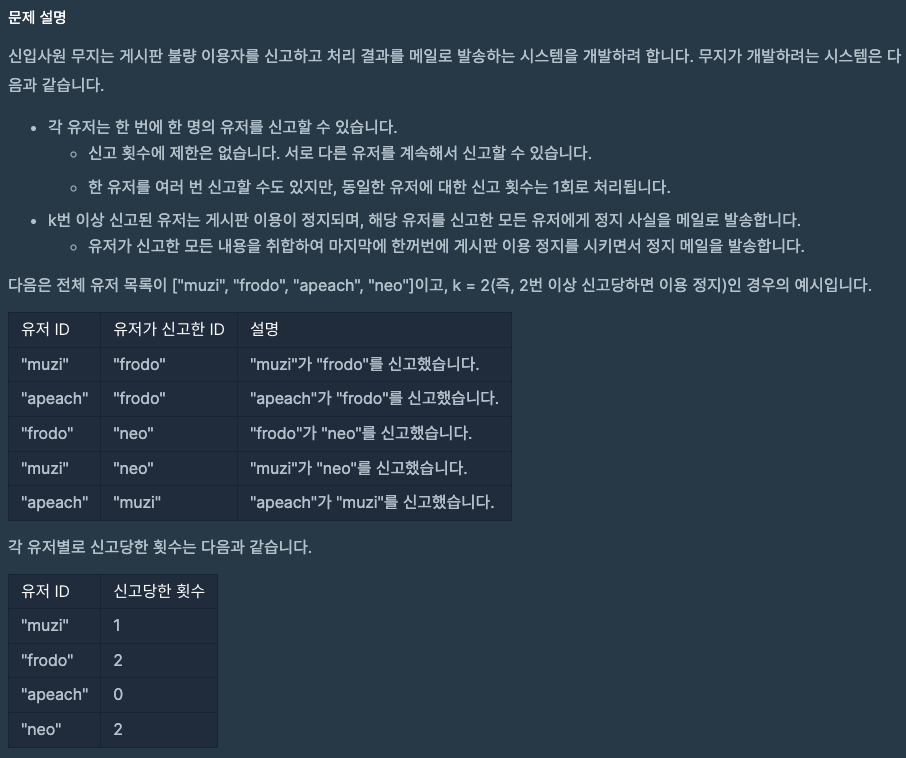 문제 설명
신입사원 무지는 게시판 불량 이용자를 신고하고 처리 결과를 메일로 발송하는 시스템을 개발하려 합니다. 무지가 개발하려는 시스템은 다
음과 같습니다.
• 각 유저는 한 번에 한 명의 유저를 신고할 수 있습니다.
◦ 신고 횟수에 제한은 없습니다. 서로 다른 유저를 계속해서 신고할 수 있습니다.
◦ 한 유저를 여러 번 신고할 수도 있지만, 동일한 유저에 대한 신고 횟수는 1회로 처리됩니다.
• k번 이상 신고된 유저는 게시판 이용이 정지되며, 해당 유저를 신고한 모든 유저에게 정지 사실을 메일로 발송합니다.
◦ 유저가 신고한 모든 내용을 취합하여 마지막에 한꺼번에 게시판 이용 정지를 시키면서 정지 메일을 발송합니다.
다음은 전체 유저 목록이 ["muzi", "frodo", "apeach", "neo"]이고, k = 2(즉, 2번 이상 신고당하면 이용 정지)인 경우의 예시입니다.
유저 ID 유저가 신고한 ID 설명
"muzi" "frodo" "muzi"가 "frodo"를 신고했습니다.
"apeach" "frodo" "apeach"가 "frodo"를 신고했습니다.
"frodo" "neo" "frodo"가 "neo"를 신고했습니다.
"muzi" "neo" "muzi"가 "neo"를 신고했습니다.
"apeach" "muzi" "apeach"가 "muzi"를 신고했습니다.
각 유저별로 신고당한 횟수는 다음과 같습니다.
유저 ID 신고당한 횟수
"muzi" 1
"frodo" 2
"apeach" 0
"neo" 2